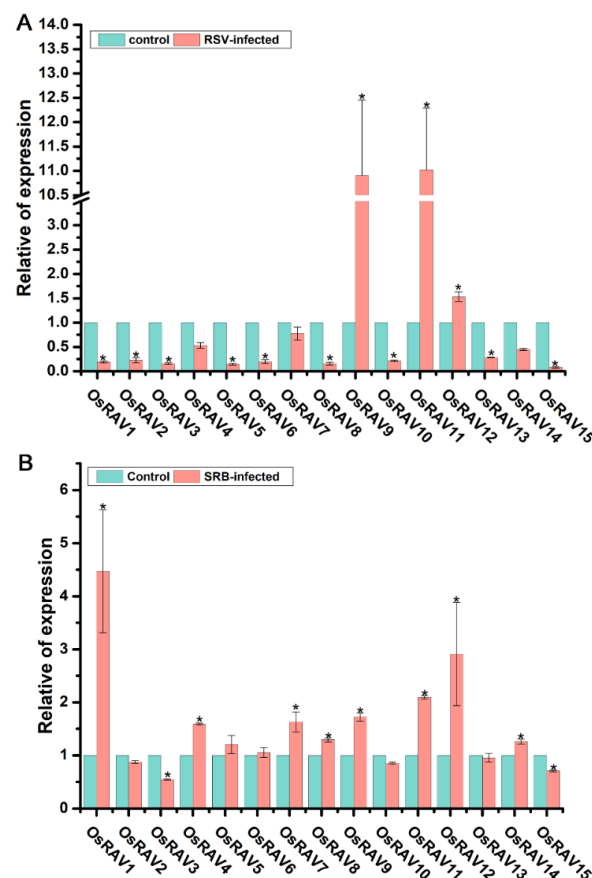 A
control RSV-infected
Relative of expression
14.0
13.5
13.0
12.5
12.0
11.5
11.0
10.5
3.0
2.5
2.0
1.5
1.0
0.5
0.0
* * * * * * * * * * * *
OsRAV1 OsRAV2 OsRAV3 OsRAV4 OsRAV5 OsRAV6 OsRAV7 OsRAV8 OsRAV9 OsRAV10 OsRAV11 OsRAV12 OsRAV13 OsRAV14 OsRAV15
B
Control SRB-infected
Relative of expression
6
5
4
3
2
1
0
* * * * * * * * * *
OsRAV1 OsRAV2 OsRAV3 OsRAV4 OsRAV5 OsRAV6 OsRAV7 OsRAV8 OsRAV9 OsRAV10 OsRAV11 OsRAV12 OsRAV13 OsRAV14 OsRAV15